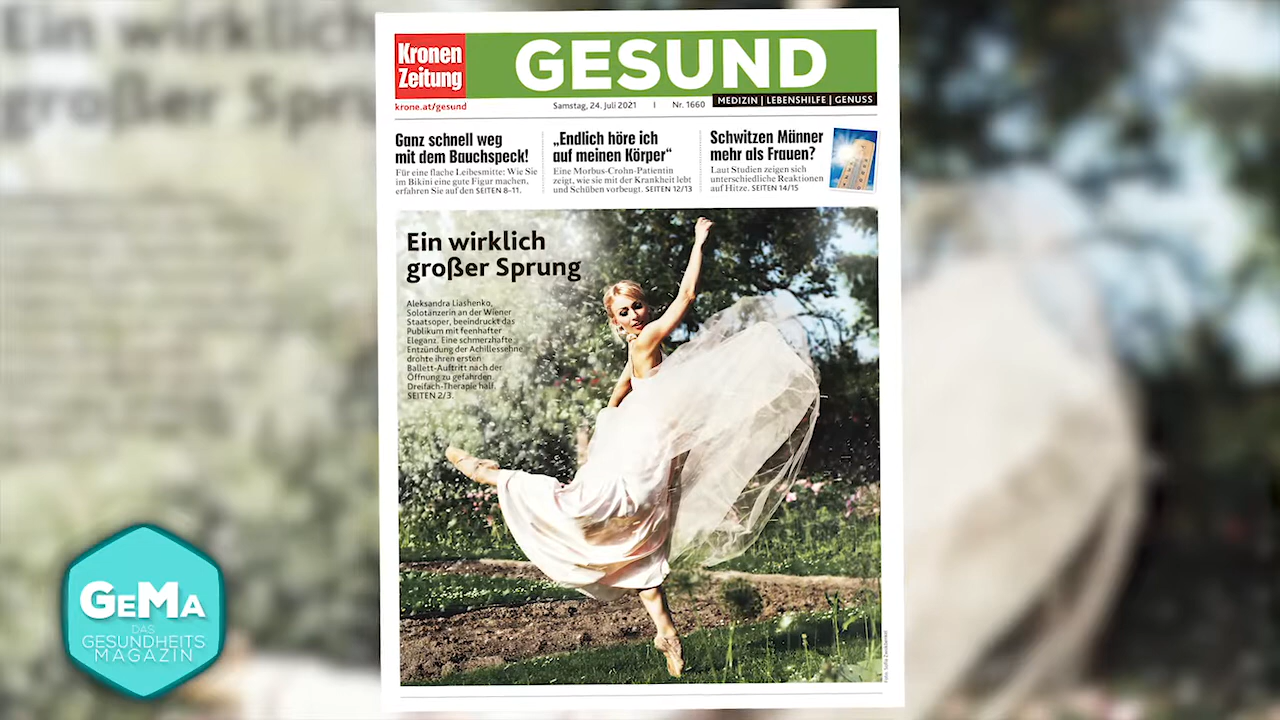 Ein wirklich
großer Spru
Kronen
Zeitung
GESUND
krone.at/gesund
Samstag, 24. Juli 2021 | Nr. 1660
MEDIZIN | LEBENSHILFE | GENUSS
Ganz schnell weg
mit dem Bauchspeck!
Für eine flache Leibesmitte: Wie Sie
im Bikini eine gute Figur machen,
erfahren Sie auf den SEITEN 8-11.
„Endlich höre ich
auf meinen Körper“
Eine Morbus-Crohn-Patientin
zeigt, wie sie mit der Krankheit lebt
und Schüben vorbeugt. SEITEN 12/13
Schwitzen Männer
mehr als Frauen?
Laut Studien zeigen sich
unterschiedliche Reaktionen
auf Hitze. SEITEN 14/15
Ein wirklich
großer Sprung
Aleksandra Liashenko,
Solotänzerin an der Wiener
Staatsoper, beeindruckt das
Publikum mit feenhafter
Eleganz. Eine schmerzhafte
Entzündung der Achillessehne
drohte ihren ersten
Ballett-Auftritt nach der
Öffnung zu gefährden.
Dreifach-Therapie half.
SEITEN 2/3.
GEMA
DAS
GESUNDHEITS
MAGAZIN